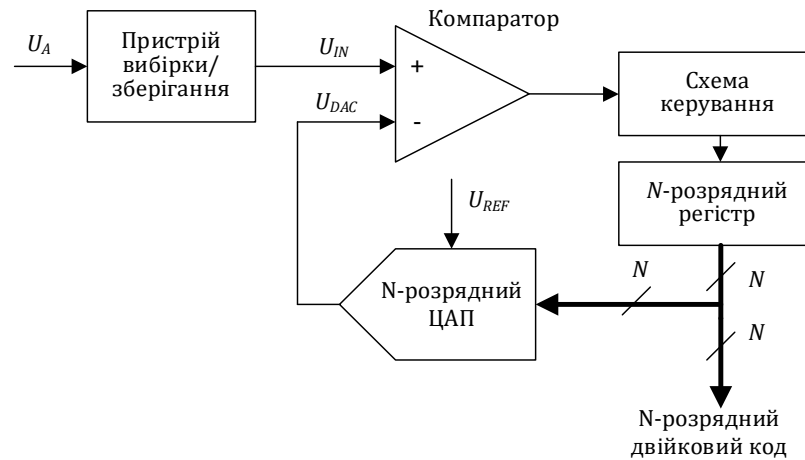 Компаратор
U_A
Пристрій
вибірки/
зберігання
U_IN
+
U_DAC
-
Схема
керування
N-розрядний
регістр
U_REF
N-розрядний
ЦАП
N
N
N
N-розрядний
двійковий код